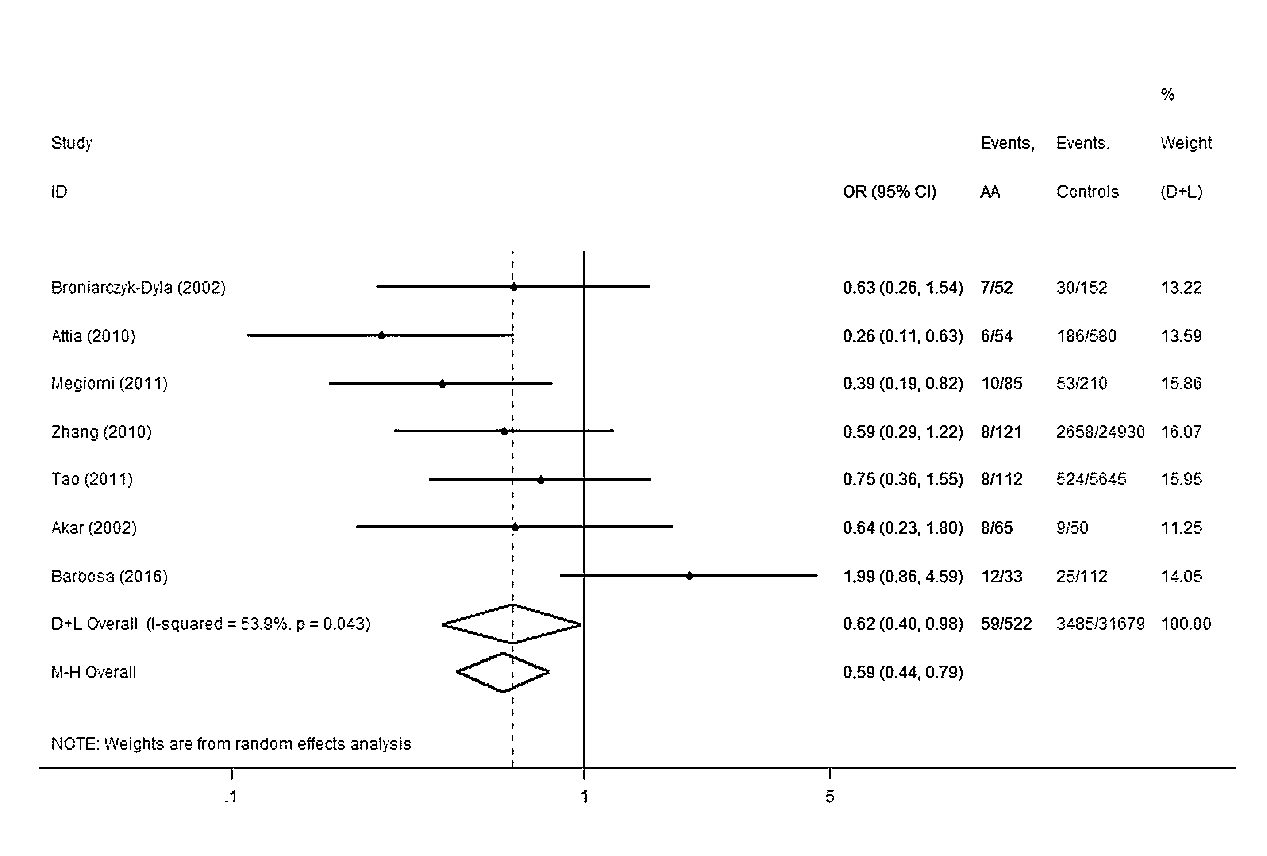 %
Study Events, Events, Weight
ID OR (95% CI) AA Controls (D+L)
Broniarczyk-Dyla (2002) 0.63 (0.26, 1.54) 7/52 30/152 13.22
Attia (2010) 0.26 (0.11, 0.63) 6/54 186/580 13.59
Megiorni (2011) 0.39 (0.19, 0.82) 10/85 53/210 15.86
Zhang (2010) 0.59 (0.29, 1.22) 8/121 2658/24930 16.07
Tao (2011) 0.75 (0.36, 1.55) 8/112 524/5645 15.95
Akar (2002) 0.64 (0.23, 1.80) 8/65 9/50 11.25
Barbosa (2016) 1.99 (0.86, 4.59) 12/33 25/112 14.05
D+L Overall (I-squared = 53.9%, p = 0.043) 0.62 (0.40, 0.98) 59/522 3485/31679 100.00
M-H Overall 0.59 (0.44, 0.79)
NOTE: Weights are from random effects analysis
.1 1 5